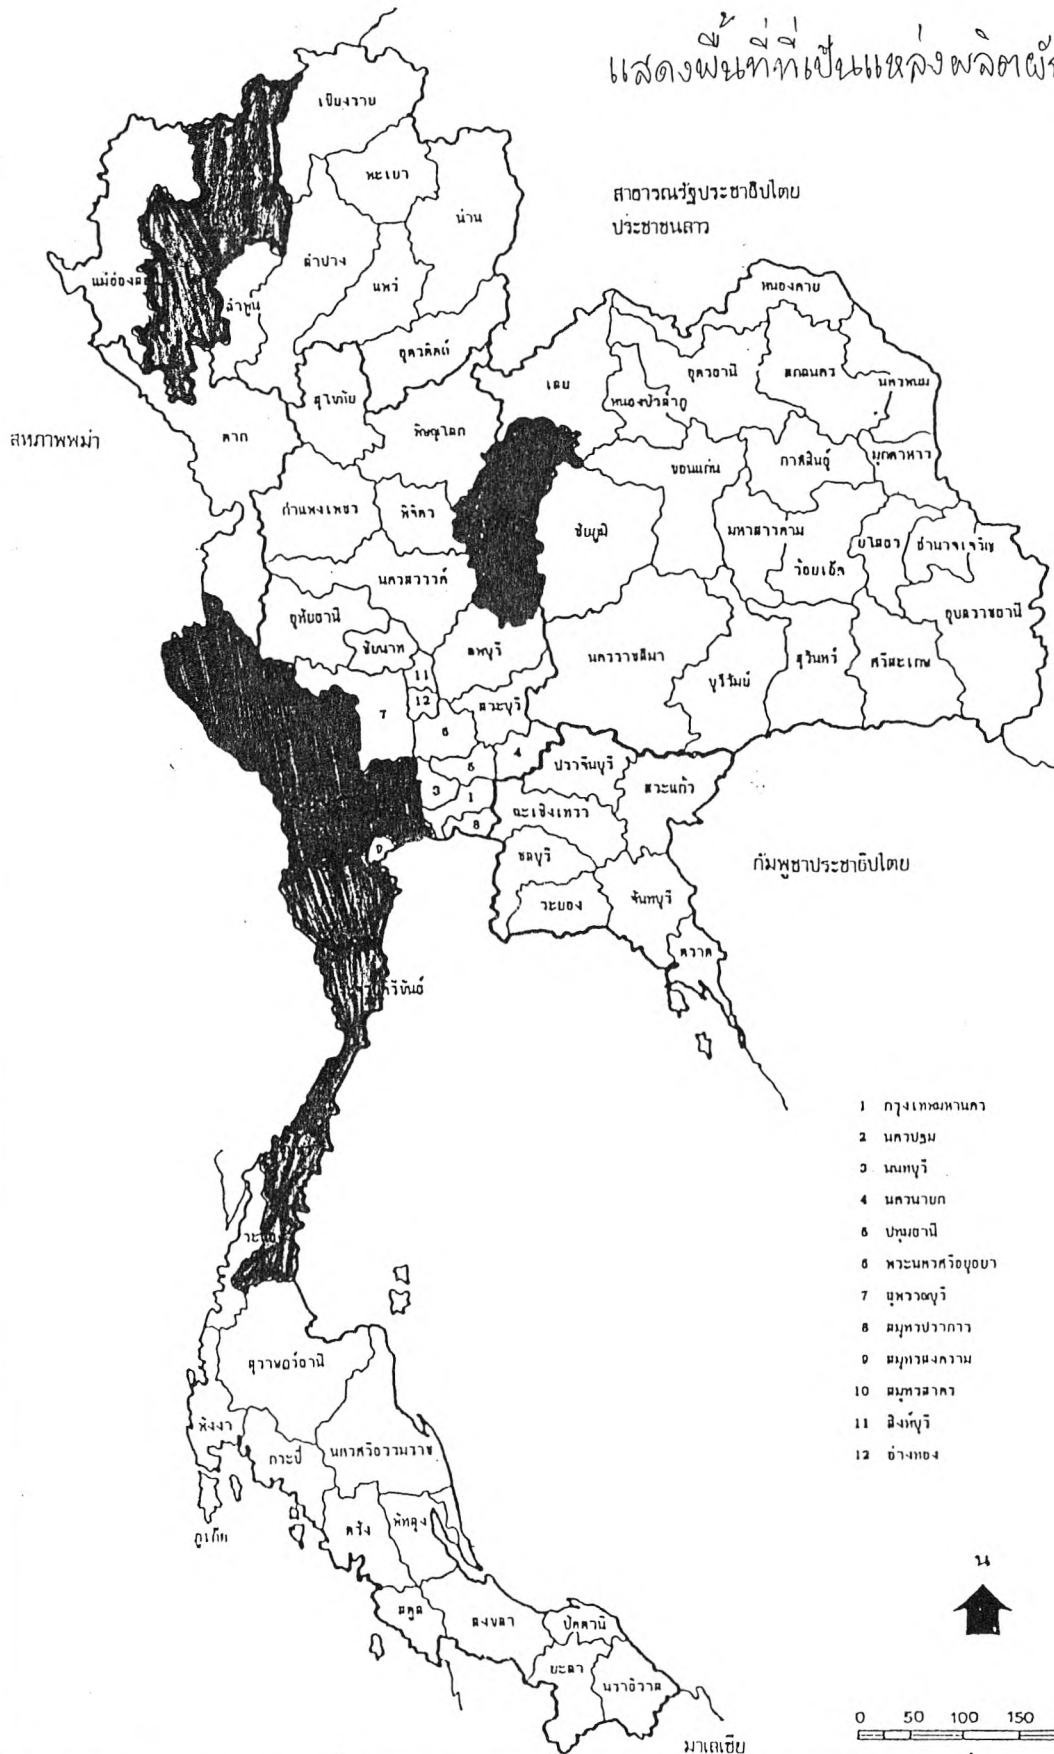 แสดงพื้นที่ที่เป็นแหล่งผลิตผัก
เชียงราย
พะเยา
น่าน
สาธารณรัฐประชาธิปไตย
ประชาชนลาว
ลำปาง
แพร่
แม่ฮ่องสอน
ลำพูน
หนองคาย
อุตรดิตถ์
เลย
อุดรธานี
สกลนคร
นครพนม
หนองบัวลำภู
สุโขทัย
สหภาพพม่า
ตาก
พิษณุโลก
ขอนแก่น
กาฬสินธุ์
มุกดาหาร
กำแพงเพชร
พิจิตร
ชัยภูมิ
มหาสารคาม
ร้อยเอ็ด
ยโสธร
อำนาจเจริญ
นครสวรรค์
อุทัยธานี
ชัยนาท
ลพบุรี
นครราชสีมา
บุรีรัมย์
สุรินทร์
ศรีสะเกษ
อุบลราชธานี
11
12
7
6
สระบุรี
4
5
3
1
8
9
ปราจีนบุรี
สระแก้ว
ฉะเชิงเทรา
ชลบุรี
ระยอง
จันทบุรี
ตราด
กัมพูชาประชาธิปไตย
คีรีขันธ์
1 กรุงเทพมหานคร
2 นครปฐม
3 นนทบุรี
4 นครนายก
5 ปทุมธานี
6 พระนครศรีอยุธยา
7 สุพรรณบุรี
8 สมุทรปราการ
9 สมุทรสงคราม
10 สมุทรสาคร
11 สิงห์บุรี
12 อ่างทอง
ระนอง
สุราษฎร์ธานี
พังงา
กระบี่
นครศรีธรรมราช
ภูเก็ต
ตรัง
พัทลุง
สตูล
สงขลา
ปัตตานี
ยะลา
นราธิวาส
มาเลเซีย
น
0 50 100 150